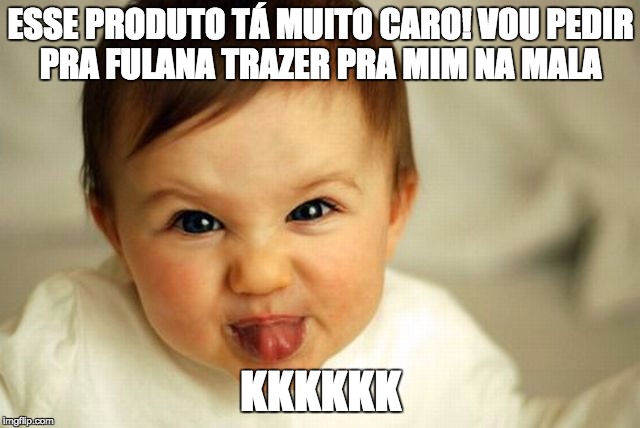 ESSE PRODUTO TÁ MUITO CARO! VOU PEDIR
PRA FULANA TRAZER PRA MIM NA MALA
KKKKKK
imgflip.com